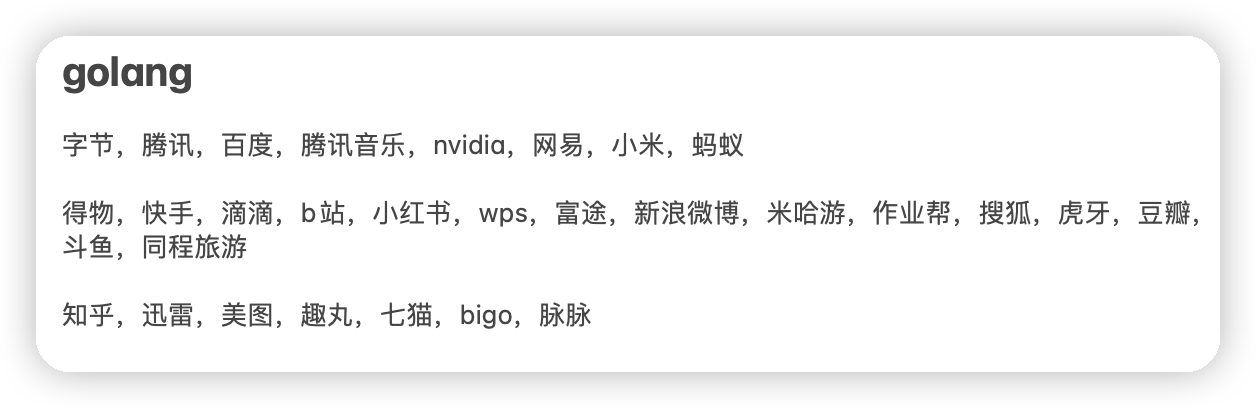 golang
字节，腾讯，百度，腾讯音乐，nvidia，网易，小米，蚂蚁
得物，快手，滴滴，b站，小红书，wps，富途，新浪微博，米哈游，作业帮，搜狐，虎牙，豆瓣，
斗鱼，同程旅游
知乎，迅雷，美图，趣丸，七猫，bigo，脉脉